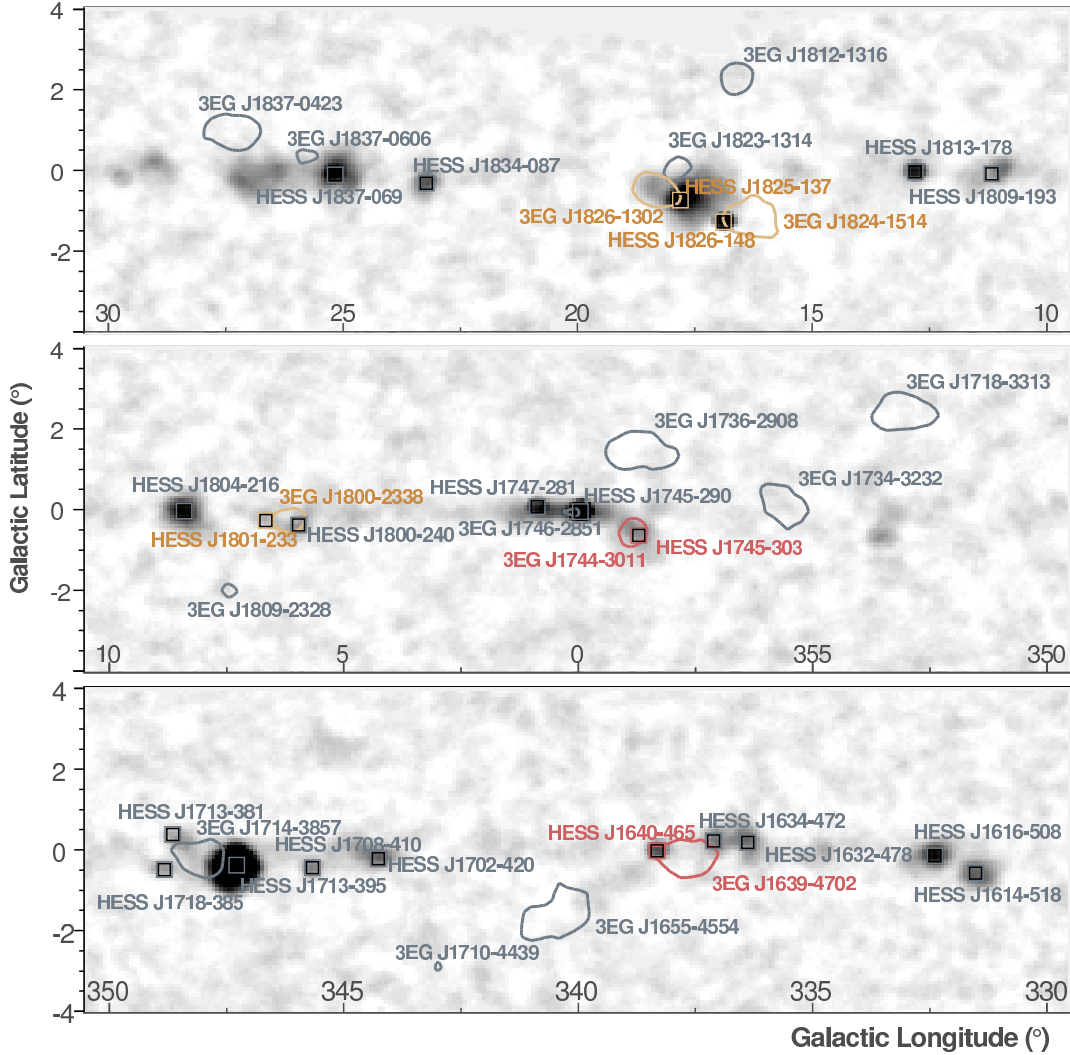 4
3EG J1812-1316
2
3EG J1837-0423
3EG J1837-0606
3EG J1823-1314
HESS J1813-178
HESS J1834-087
0
HESS J1825-137
HESS J1837-069
HESS J1809-193
3EG J1826-1302
3EG J1824-1514
HESS J1826-148
-2
30 25 20 15 10
4
3EG J1718-3313
2
3EG J1736-2908
3EG J1734-3232
HESS J1804-216
HESS J1747-281
3EG J1800-2338
HESS J1745-290
0
3EG J1746-2851
HESS J1800-240
HESS J1801-233
HESS J1745-303
3EG J1744-3011
-2
3EG J1809-2328
10 5 0 355 350
Galactic Latitude (°)
4
2
HESS J1713-381
3EG J1714-3857
HESS J1634-472
HESS J1640-465
HESS J1616-508
HESS J1708-410
0
HESS J1632-478
HESS J1702-420
HESS J1713-395
3EG J1639-4702
HESS J1614-518
HESS J1718-385
-2
3EG J1655-4554
3EG J1710-4439
-4
350 345 340 335 330
Galactic Longitude (°)